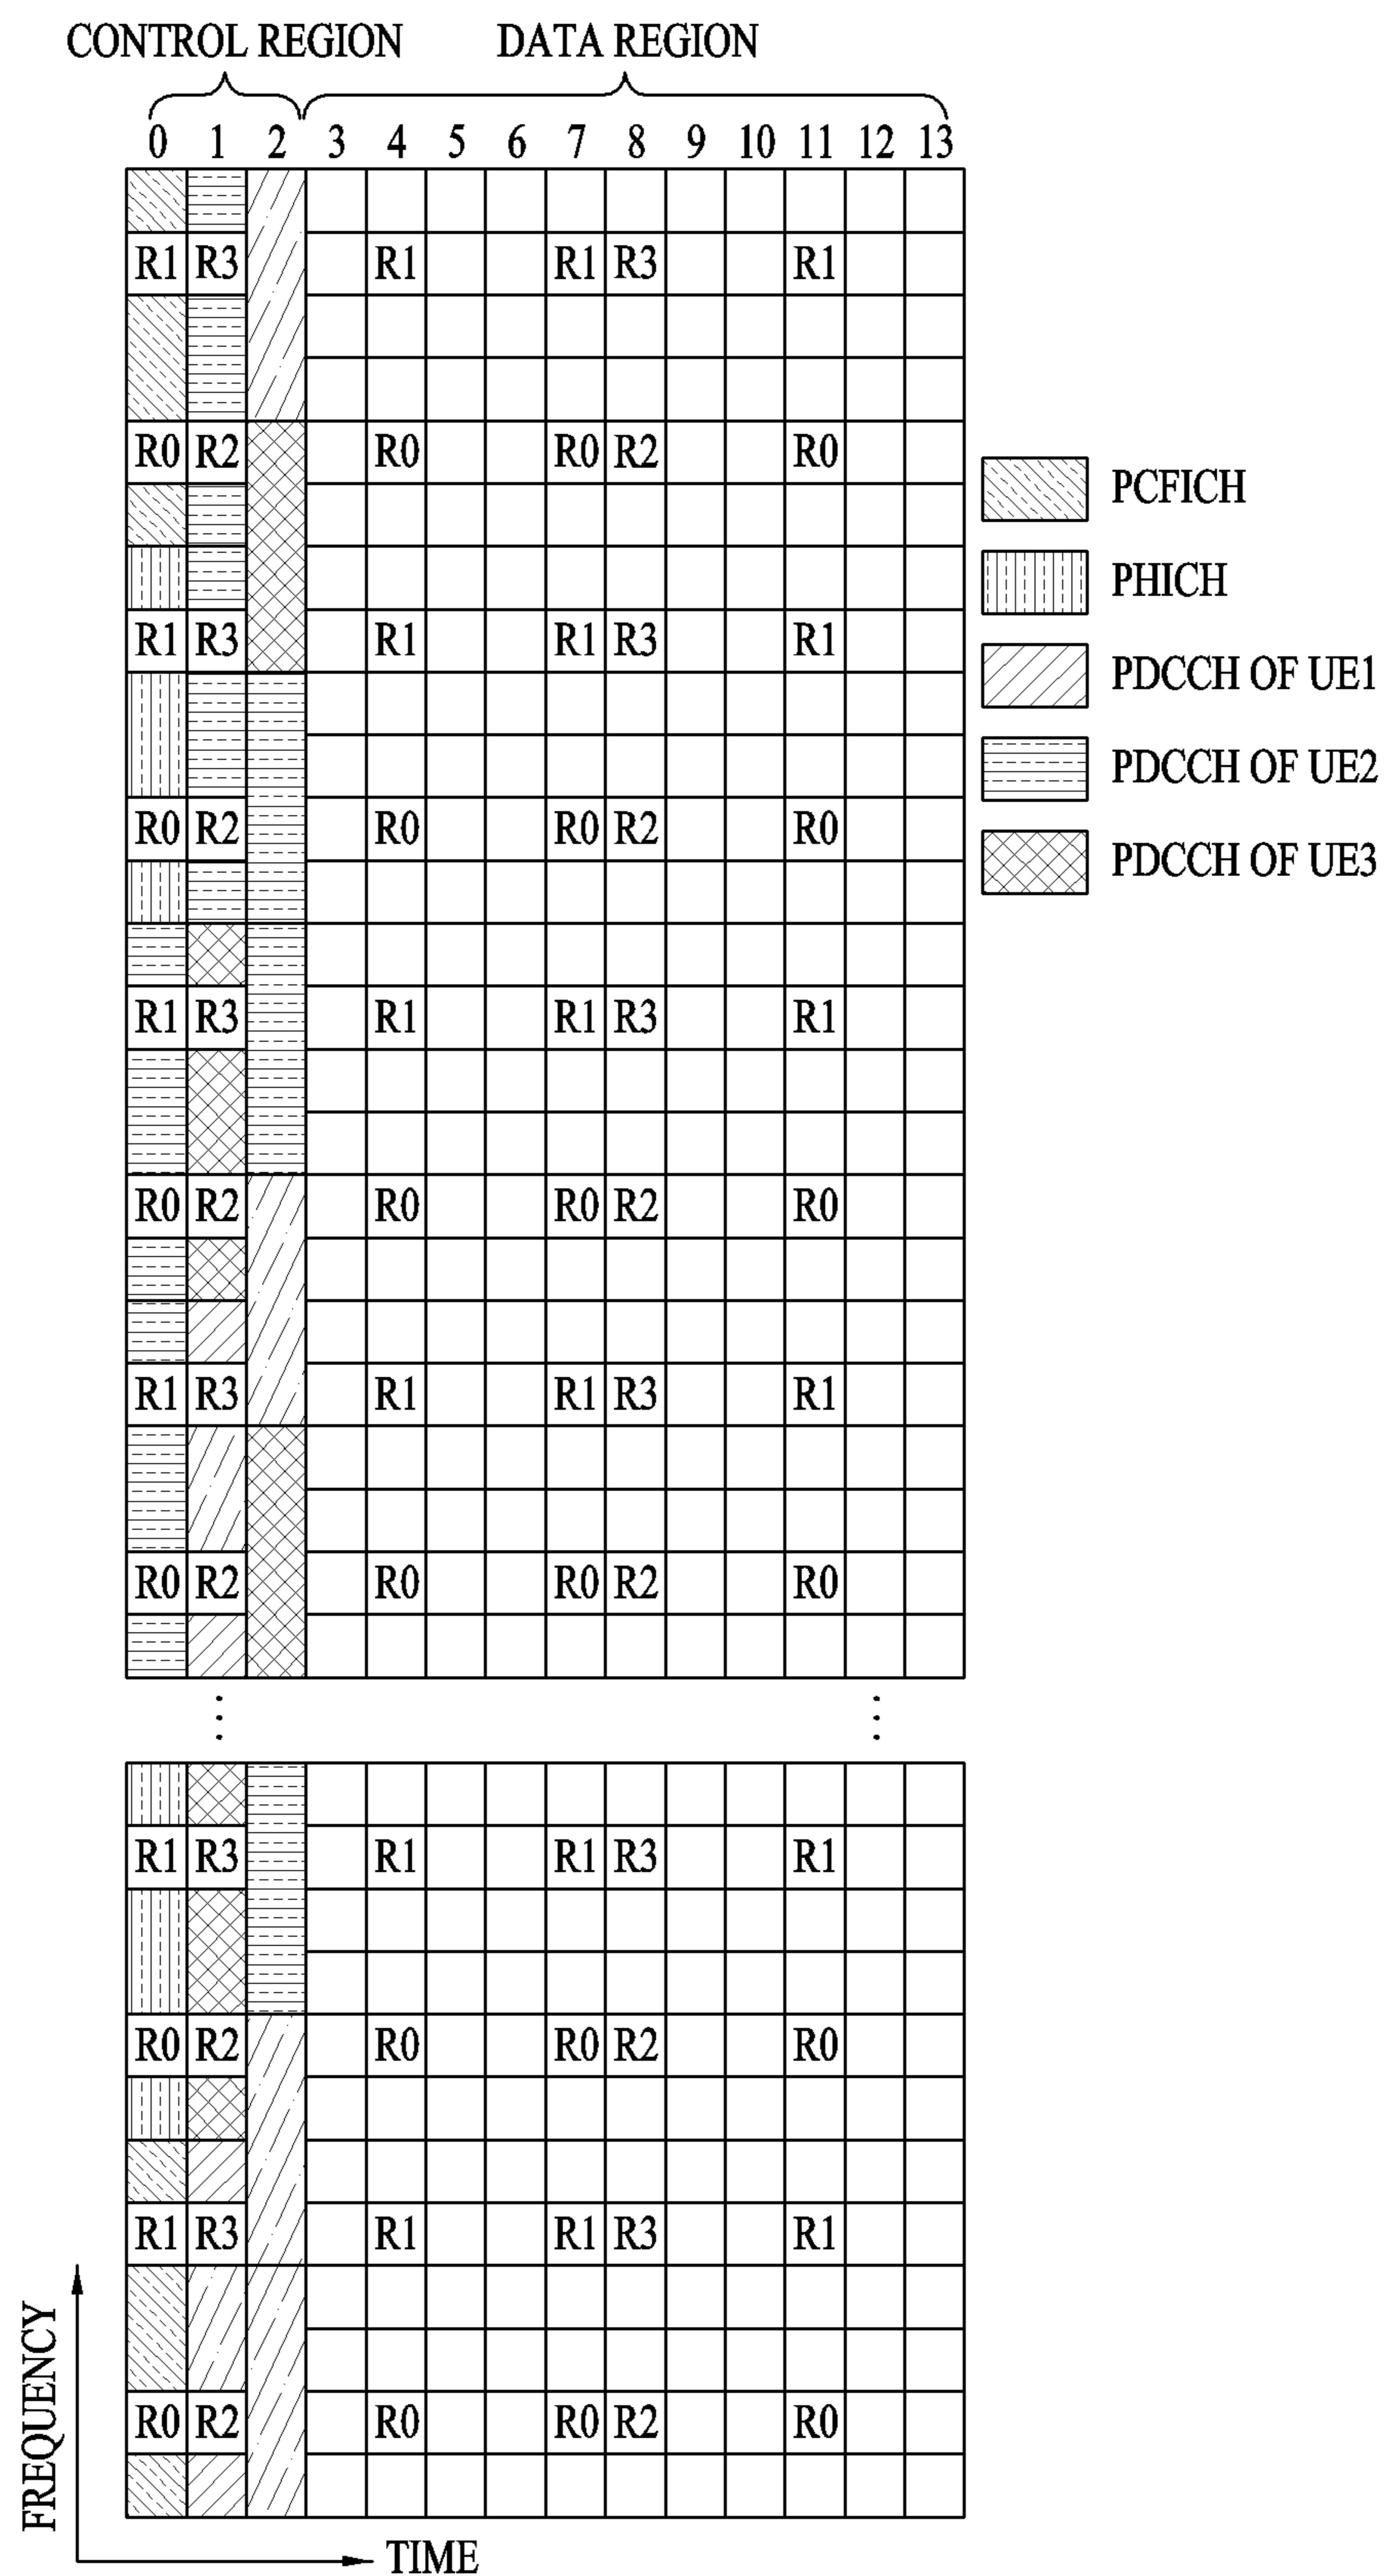 CONTROL REGION DATA REGION
0 1 2 3 4 5 6 7 8 9 10 11 12 13
R1 R3 R1 R1 R3 R1
R0 R2 R0 R0 R2 R0
PCFICH
PHICH
R1 R3 R1 R1 R3 R1
PDCCH OF UE1
PDCCH OF UE2
R0 R2 R0 R0 R2 R0
PDCCH OF UE3
R1 R3 R1 R1 R3 R1
R0 R2 R0 R0 R2 R0
R1 R3 R1 R1 R3 R1
R0 R2 R0 R0 R2 R0
R1 R3 R1 R1 R3 R1
R0 R2 R0 R0 R2 R0
R1 R3 R1 R1 R3 R1
R0 R2 R0 R0 R2 R0
FREQUENCY
TIME